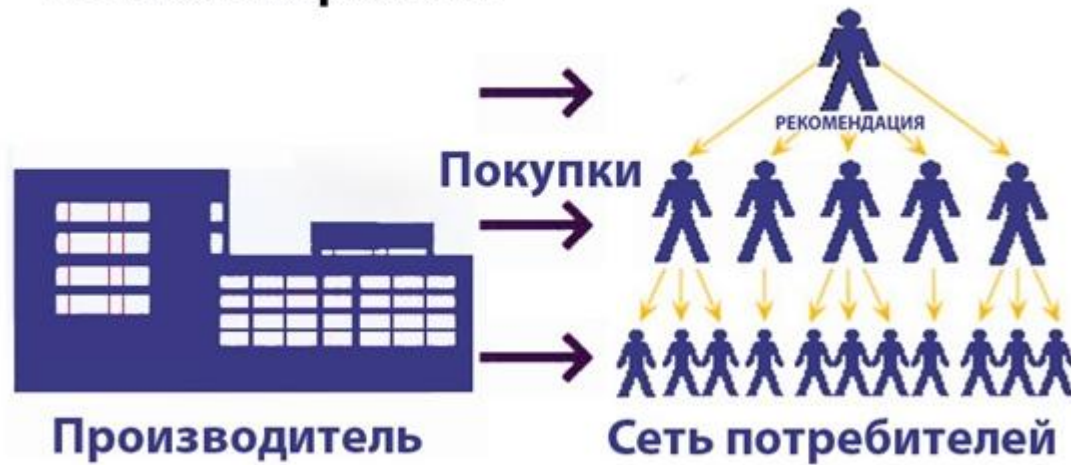 РЕКОМЕНДАЦИЯ
Покупки
Производитель
Сеть потребителей